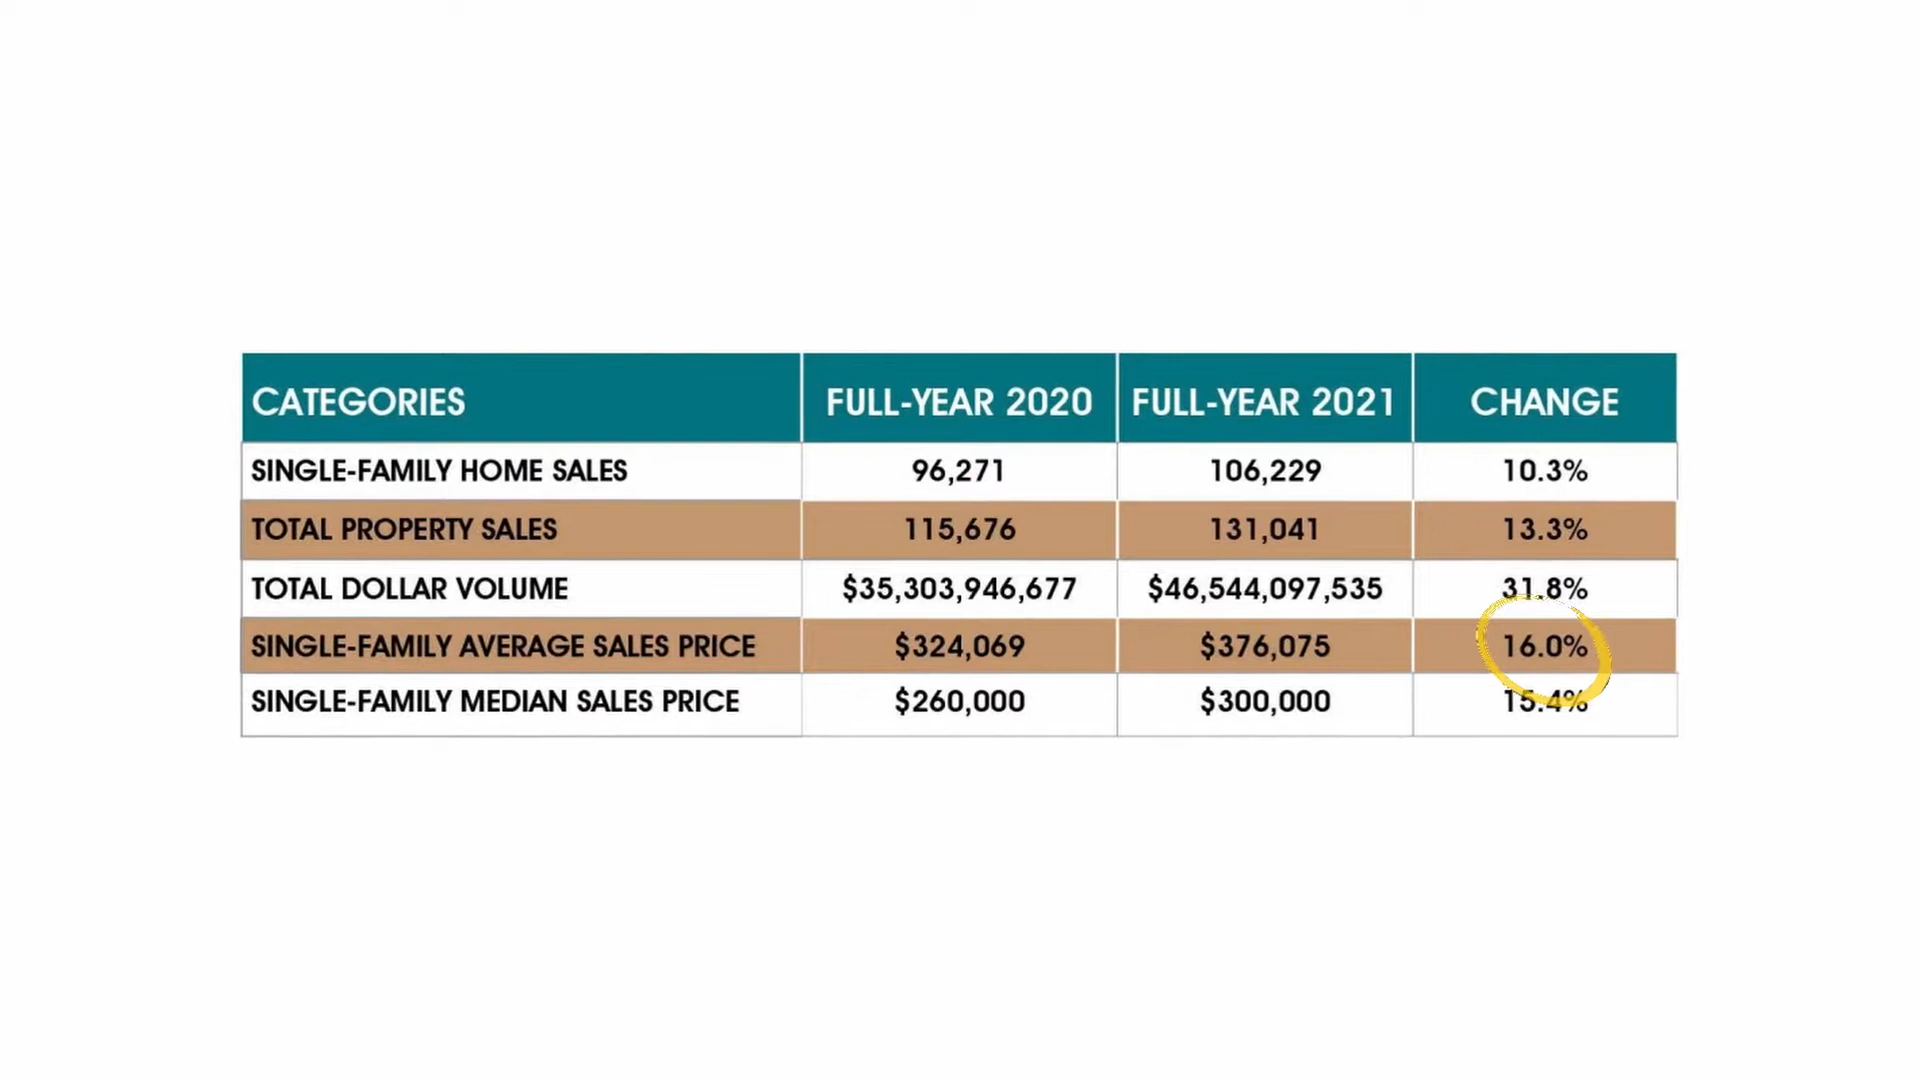 CATEGORIES FULL-YEAR 2020 FULL-YEAR 2021 CHANGE
SINGLE-FAMILY HOME SALES 96,271 106,229 10.3%
TOTAL PROPERTY SALES 115,676 131,041 13.3%
TOTAL DOLLAR VOLUME $35,303,946,677 $46,544,097,535 31.8%
SINGLE-FAMILY AVERAGE SALES PRICE $324,069 $376,075 16.0%
SINGLE-FAMILY MEDIAN SALES PRICE $260,000 $300,000 15.4%